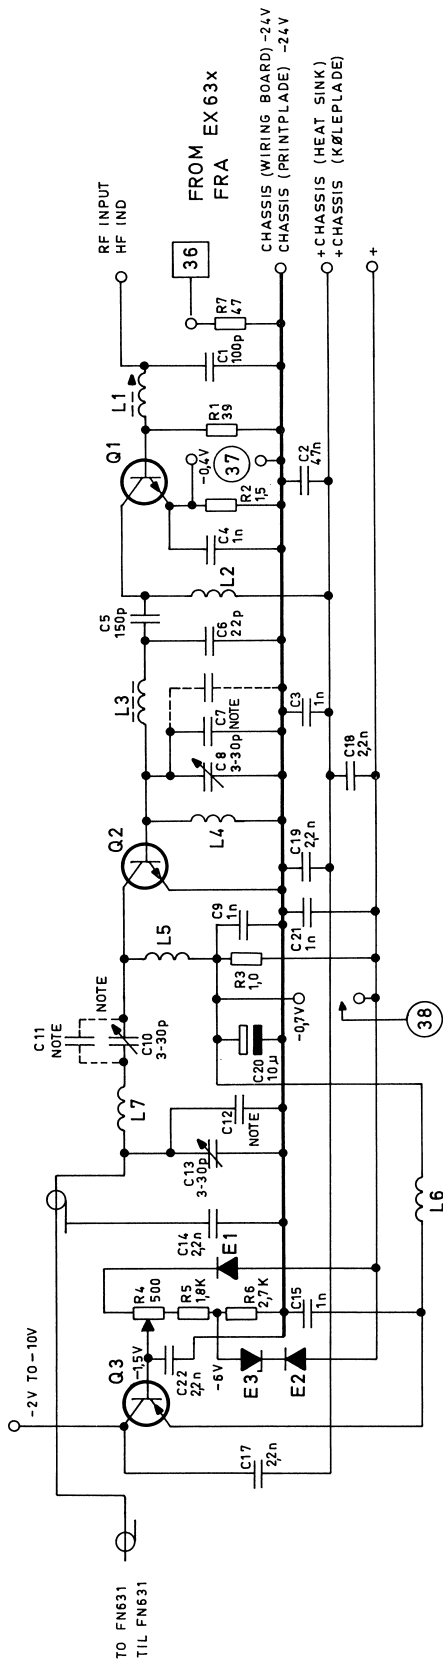 TO FN631
TIL FN631
-2V TO-10V
Q3
-1,5V
C22
2,2n
C17
2,2n
R4
500
R5
1,8K
-6V
R6
2,7K
E3
E2
E1
C15
1n
C14
2,2n
L6
L7
C13
3-30p
C12
NOTE
C11
NOTE
NOTE
C10
3-30p
L5
C20
10µ
-0,7V
R3
1,0
C9
1n
38
C21
1n
C19
2,2n
C18
2,2n
Q2
L4
C8
3-30p
C7
NOTE
L3
C3
1n
C6
22p
C5
150p
L2
C4
1n
R2
1,5
-0,4V
37
C2
47n
Q1
R1
39
L1
C1
100p
R7
47
36
RF INPUT
HF IND
FROM
FRA
EX63x
CHASSIS (WIRING BOARD) -24V
CHASSIS (PRINTPLADE) -24V
+CHASSIS (HEAT SINK)
+CHASSIS (KØLEPLADE)
+